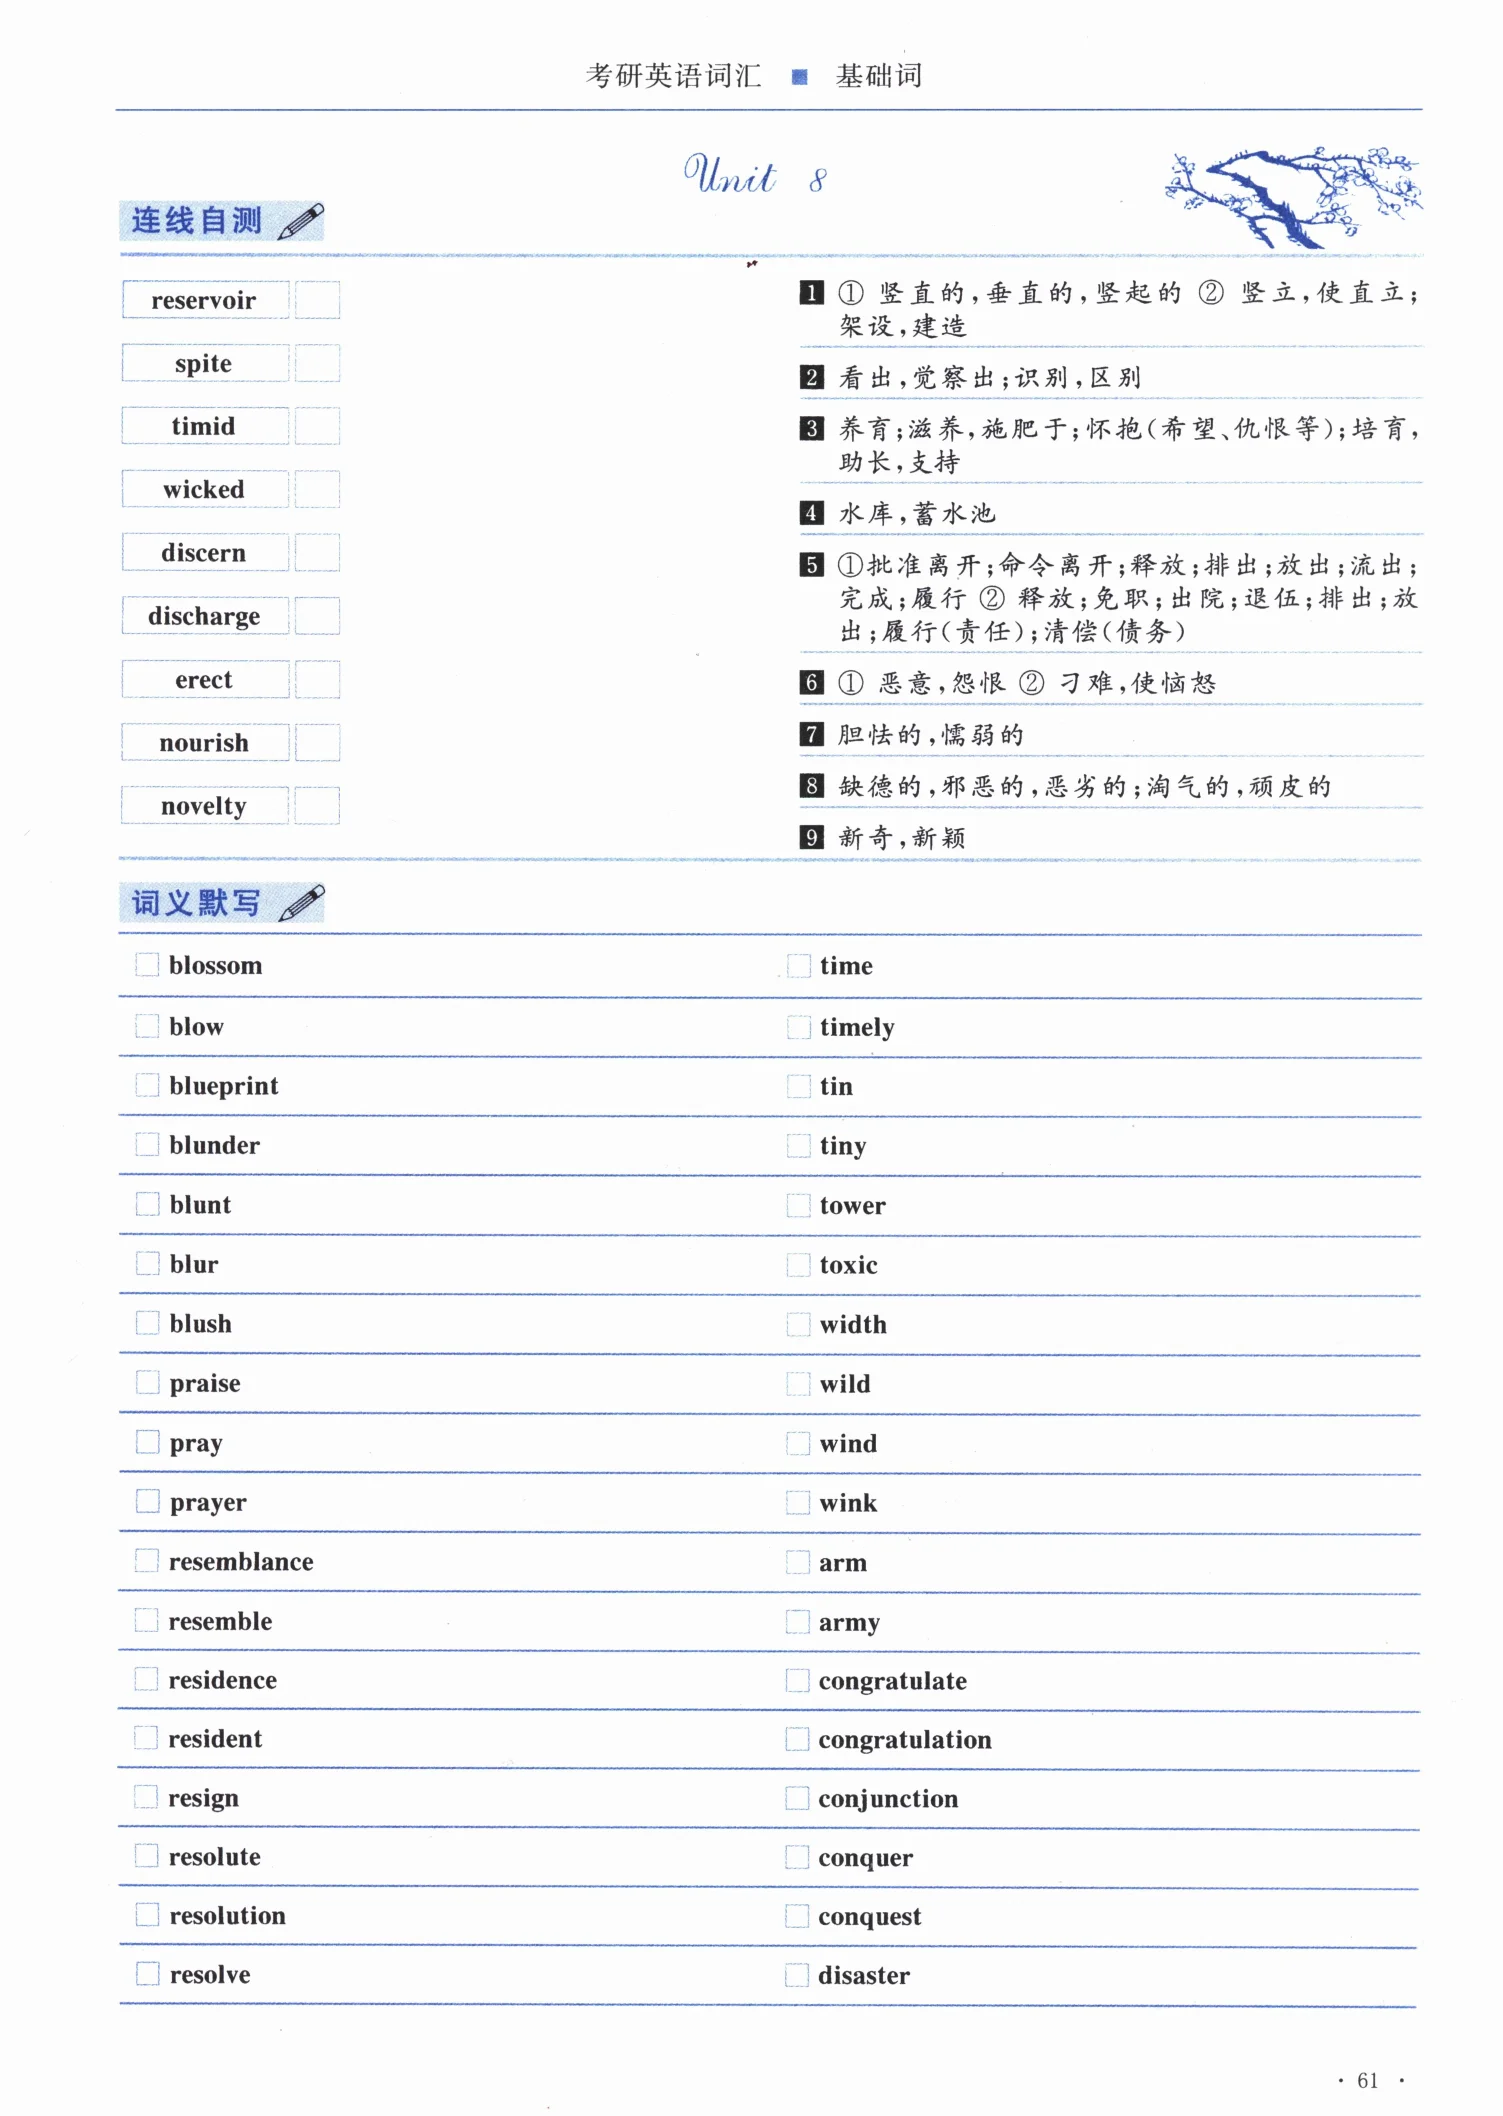 考研英语词汇 ■ 基础词
Unit 8
连线自测
reservoir
spite
timid
wicked
discern
discharge
erect
nourish
novelty
1 ① 竖直的,垂直的,竖起的 ② 竖立,使直立;
架设,建造
2 看出,觉察出;识别,区别
3 养育;滋养,施肥于;怀抱(希望、仇恨等);培育,
助长,支持
4 水库,蓄水池
5 ①批准离开;命令离开;释放;排出;放出;流出;
完成;履行 ② 释放;免职;出院;退伍;排出;放
出;履行(责任);清偿(债务)
6 ① 恶意,怨恨 ② 刁难,使恼怒
7 胆怯的,懦弱的
8 缺德的,邪恶的,恶劣的;淘气的,顽皮的
9 新奇,新颖
词义默写
blossom
blow
blueprint
blunder
blunt
blur
blush
praise
pray
prayer
resemblance
resemble
residence
resident
resign
resolute
resolution
resolve
time
timely
tin
tiny
tower
toxic
width
wild
wind
wink
arm
army
congratulate
congratulation
conjunction
conquer
conquest
disaster
· 61 ·